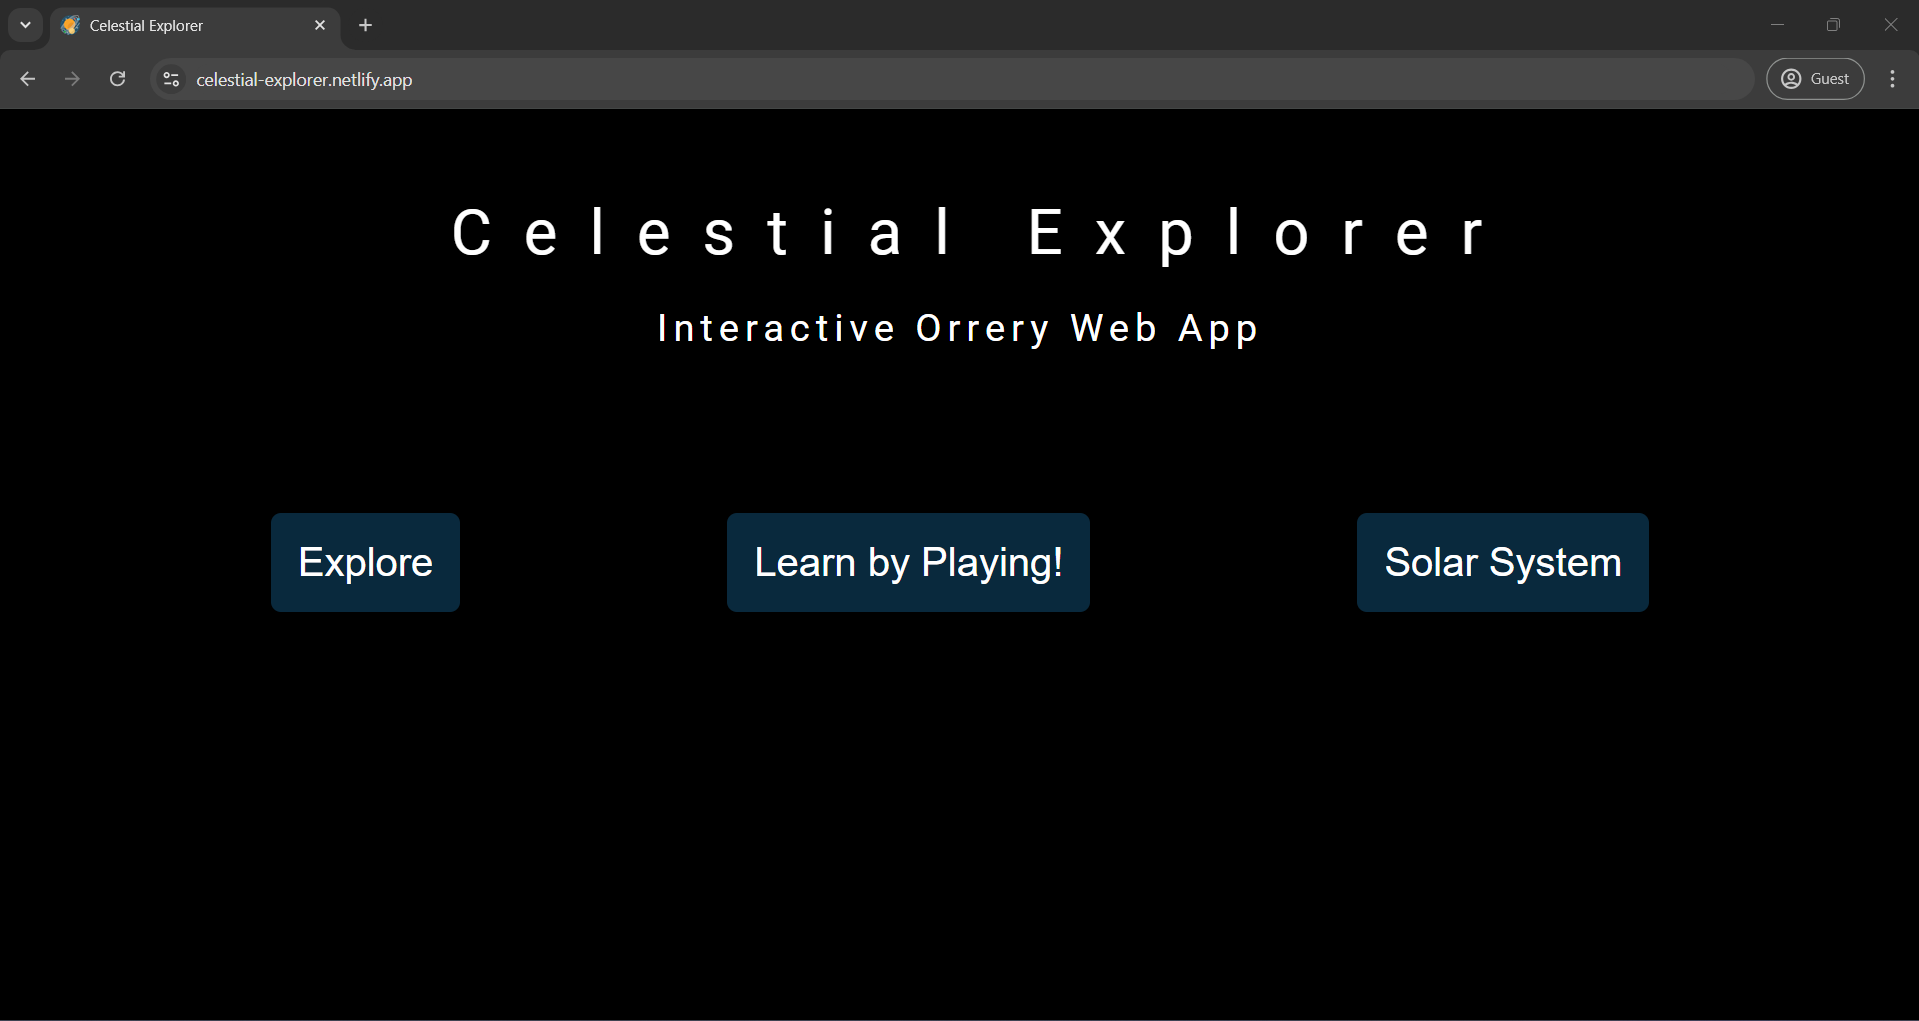 Celestial Explorer
celestial-explorer.netlify.app
Guest
Celestial Explorer
Interactive Orrery Web App
Explore
Learn by Playing!
Solar System